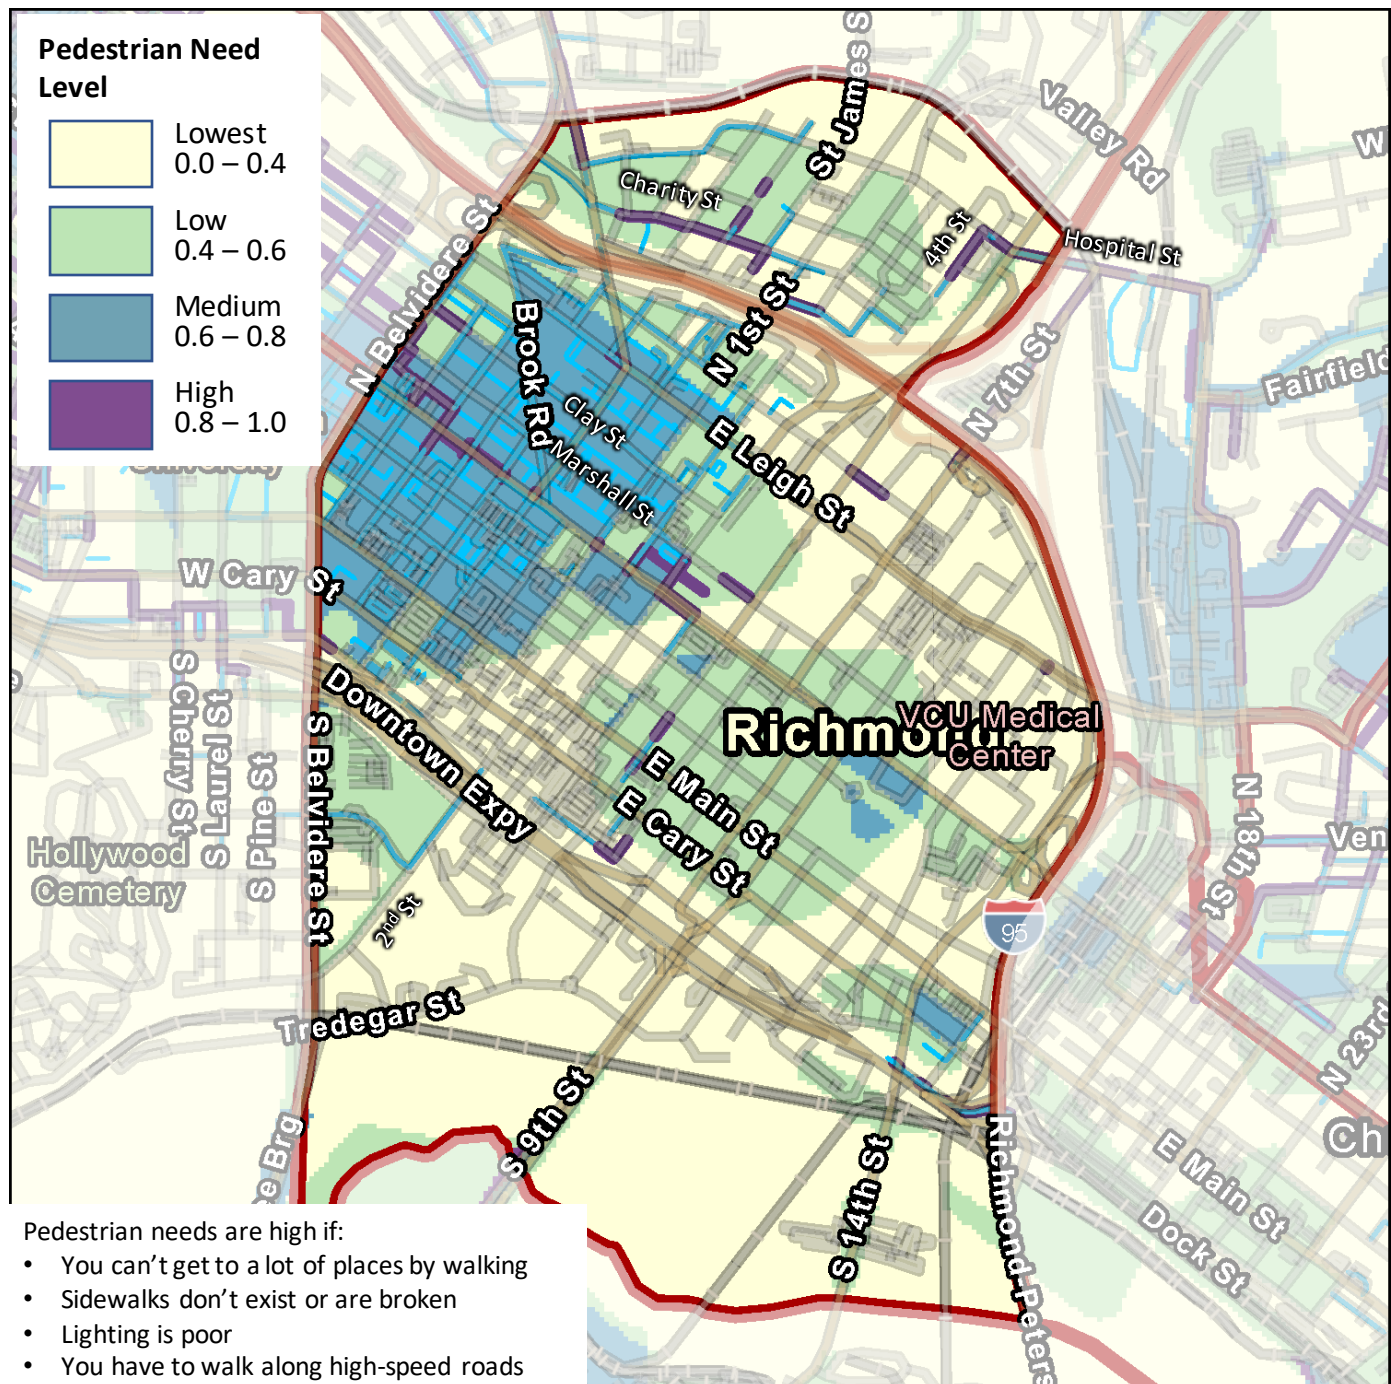 Pedestrian Need
Level
Lowest
0.0 – 0.4
Low
0.4 – 0.6
Medium
0.6 – 0.8
High
0.8 – 1.0
St James S
Valley Rd
W
Charity St
4th St
Hospital St
N Belvidere St
N 1st St
Brook Rd
N 7th St
Fairfield
Clay St
E Leigh St
Marshall St
University
W Cary St
S Cherry St
S Laurel St
S Pine St
Downtown Expy
S Belvidere St
Richmond
VCU Medical
Center
E Main St
E Cary St
N 18th St
Ven
Hollywood
Cemetery
2nd St
95
Tredegar St
N 23rd
S 9th St
Ch
E Main St
Dock St
S 14th St
Richmond-Peters
ce Brg
Pedestrian needs are high if:
• You can't get to a lot of places by walking
• Sidewalks don't exist or are broken
• Lighting is poor
• You have to walk along high-speed roads